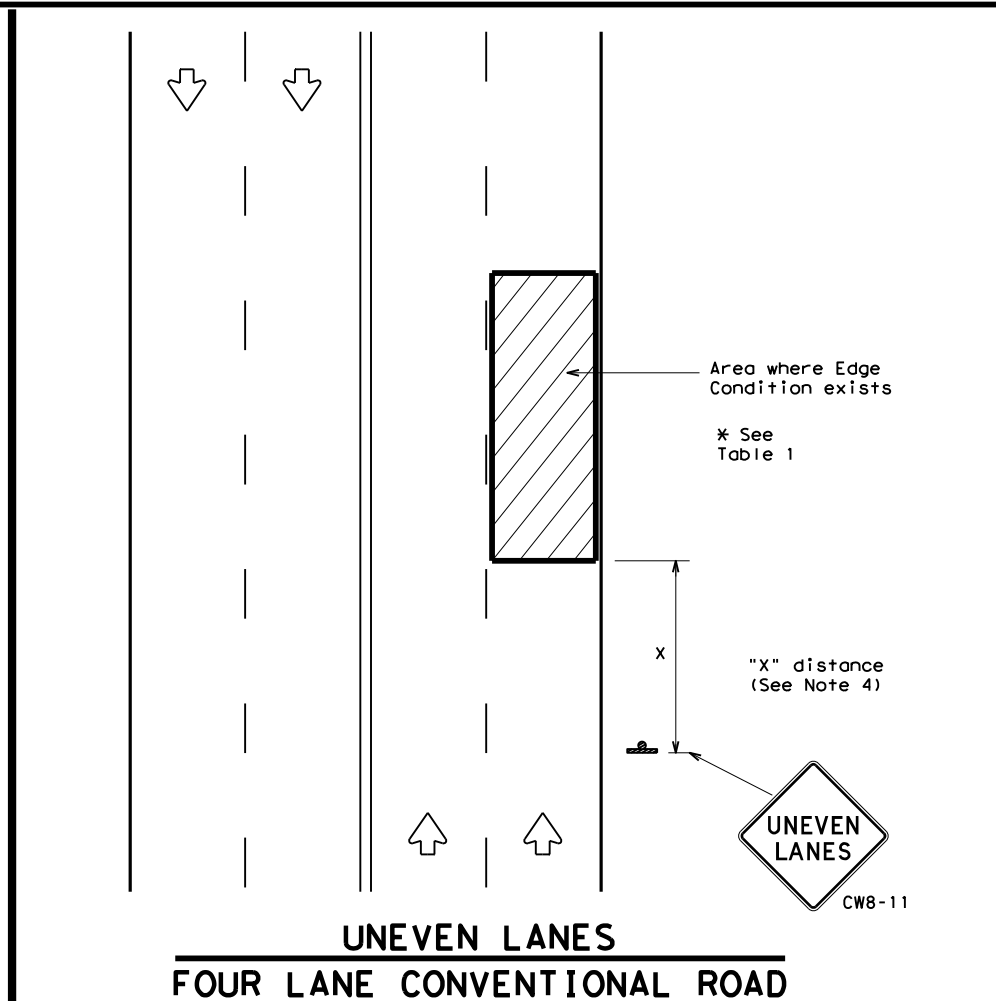 Area where Edge
Condition exists
* See
Table 1
X
"X" distance
(See Note 4)
UNEVEN
LANES
CW8-11
UNEVEN LANES
FOUR LANE CONVENTIONAL ROAD